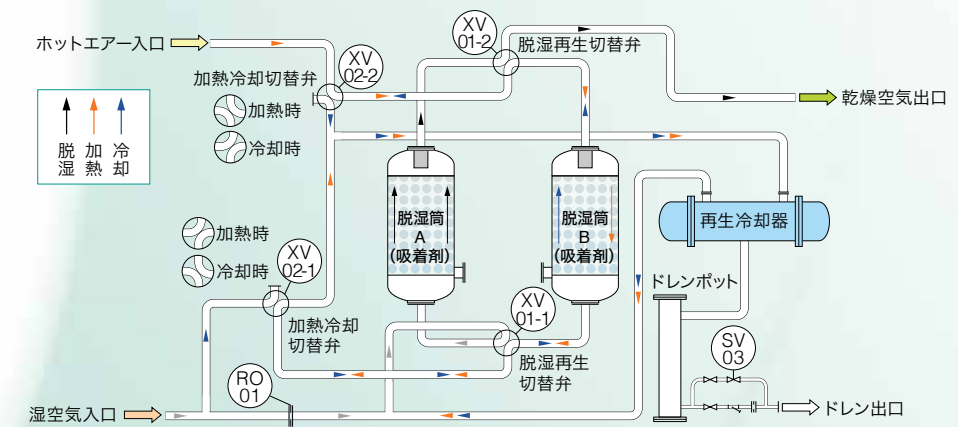 ホットエアー入口
XV
01-2
脱湿再生切替弁
XV
02-2
加熱冷却切替弁
加熱時
冷却時
乾燥空気出口
脱湿
加熱
冷却
脱湿筒
A
(吸着剤)
脱湿筒
B
(吸着剤)
再生冷却器
加熱時
冷却時
XV
02-1
加熱冷却
切替弁
XV
01-1
脱湿再生
切替弁
ドレンポット
SV
03
RO
01
湿空気入口
ドレン出口